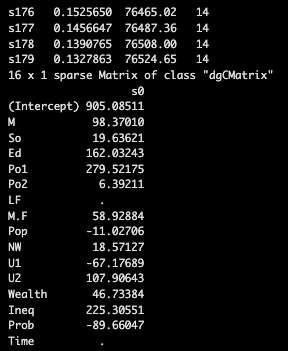 s176 0.1525650 76465.02 14
s177 0.1456647 76487.36 14
s178 0.1390765 76508.00 14
s179 0.1327863 76524.65 14
16 x 1 sparse Matrix of class "dgCMatrix"
s0
(Intercept) 905.08511
M 98.37010
So 19.63621
Ed 162.03243
Po1 279.52175
Po2 6.39211
LF .
M.F 58.92884
Pop -11.02706
NW 18.57127
U1 -67.17689
U2 107.90643
Wealth 46.73384
Ineq 225.30551
Prob -89.66047
Time .